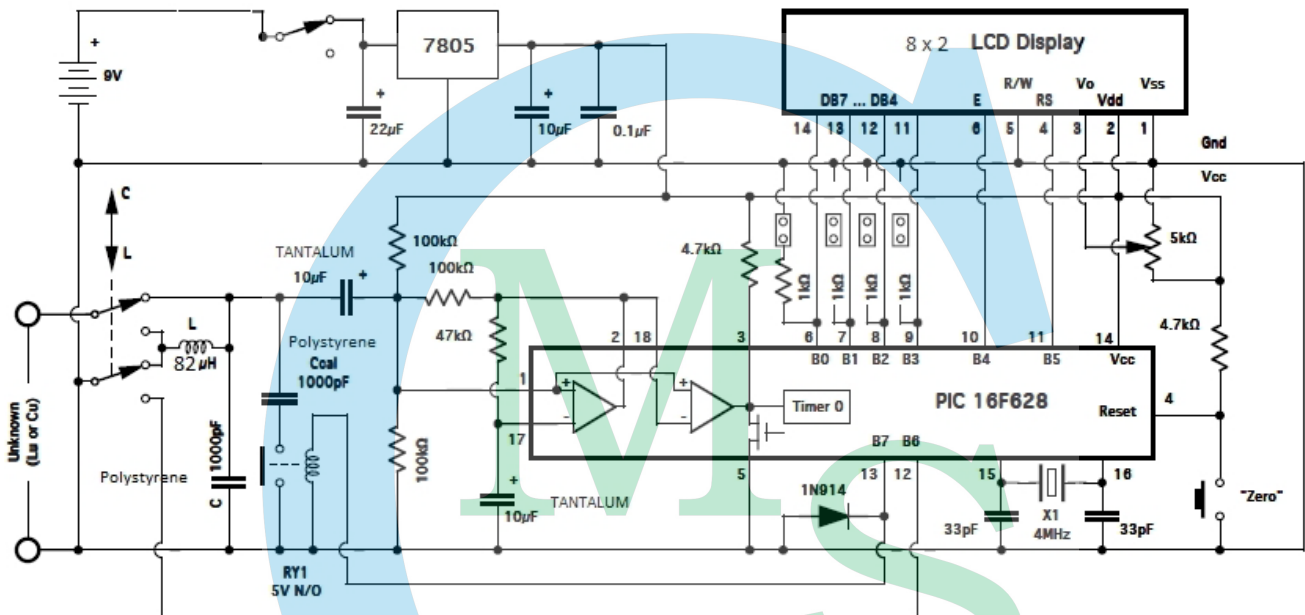 8 x 2 LCD Display
R/W Vo Vss
DB7 ... DB4 E RS Vdd
14 13 12 11 6 5 4 3 2 1
+
9V
7805
+
22µF
+
10µF
0.1µF
Gnd
Vcc
C
L
TANTALUM
10µF
+
100kΩ
100kΩ
47kΩ
4.7kΩ
1kΩ
1kΩ
1kΩ
1kΩ
5kΩ
4.7kΩ
L
82µH
Polystyrene
Ccal
1000pF
2 18 3 6 7 8 9 10 11 14
B0 B1 B2 B3 B4 B5 Vcc
1
+
-
+
-
Timer 0
PIC 16F628
Reset
4
17
B7 B6
5 13 12 15 16
Unknown
(Lu or Cu)
Polystyrene
C 1000pF
100kΩ
+
10µF
TANTALUM
1N914
33pF
X1
4MHz
33pF
"Zero"
RY1
5V N/O
C
M
s